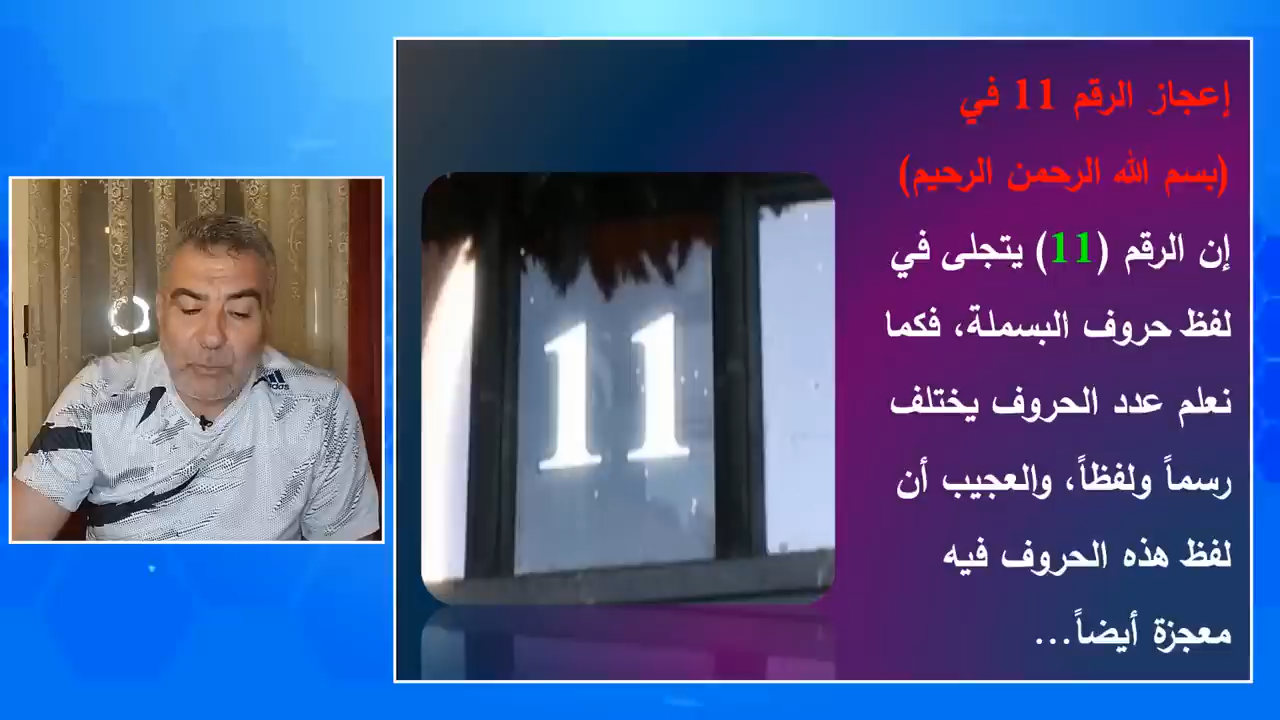 إعجاز الرقم 11 في
(بسم الله الرحمن الرحيم)
إن الرقم (11) يتجلى في
لفظ حروف البسملة، فكما
نعلم عدد الحروف يختلف
رسماً ولفظاً، والعجيب أن
لفظ هذه الحروف فيه
معجزة أيضاً...
11
adidas